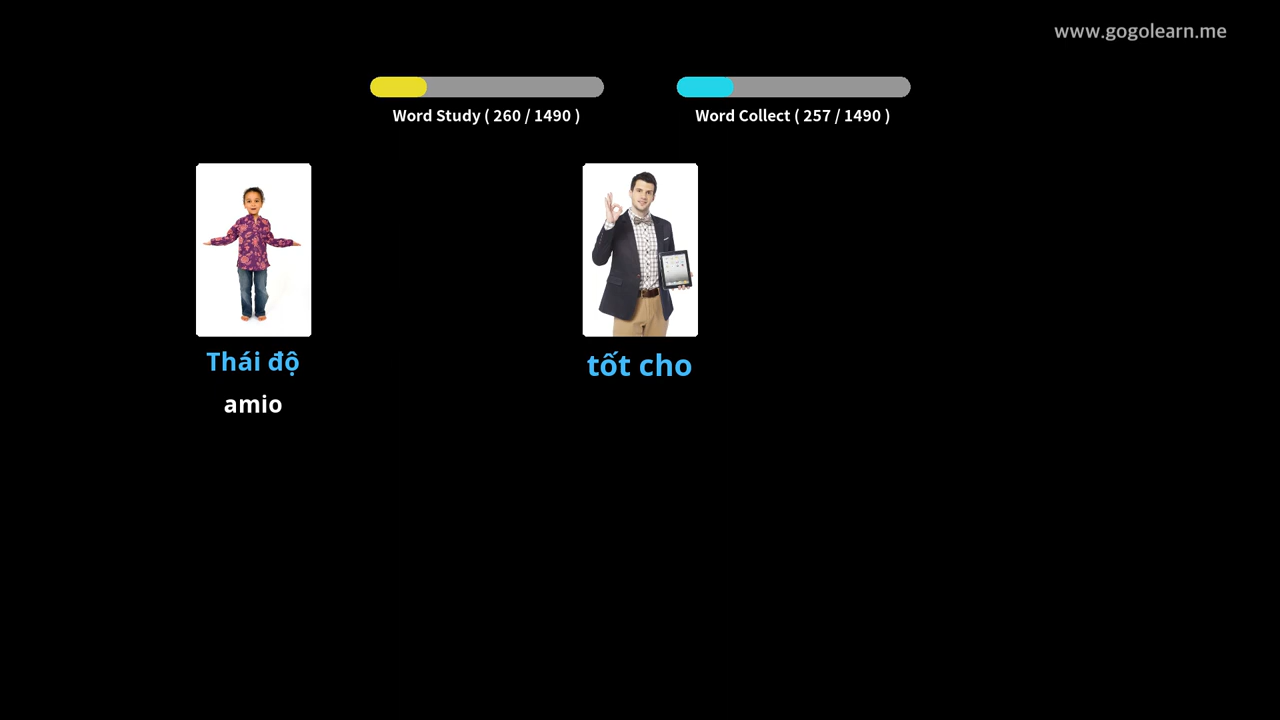 www.gogolearn.me
Word Study ( 260 / 1490 )
Word Collect ( 257 / 1490 )
Thái độ
amio
tốt cho